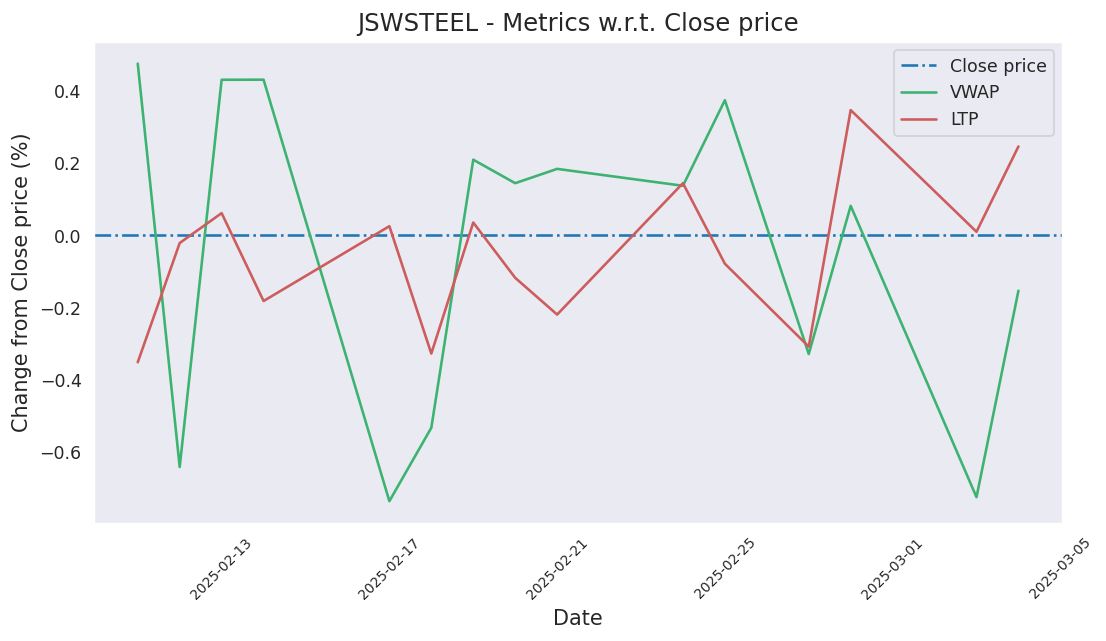 JSWSTEEL - Metrics w.r.t. Close price
Close price
VWAP
LTP
Change from Close price (%)
0.4
0.2
0.0
−0.2
−0.4
−0.6
2025-02-13
2025-02-17
2025-02-21
2025-02-25
2025-03-01
2025-03-05
Date